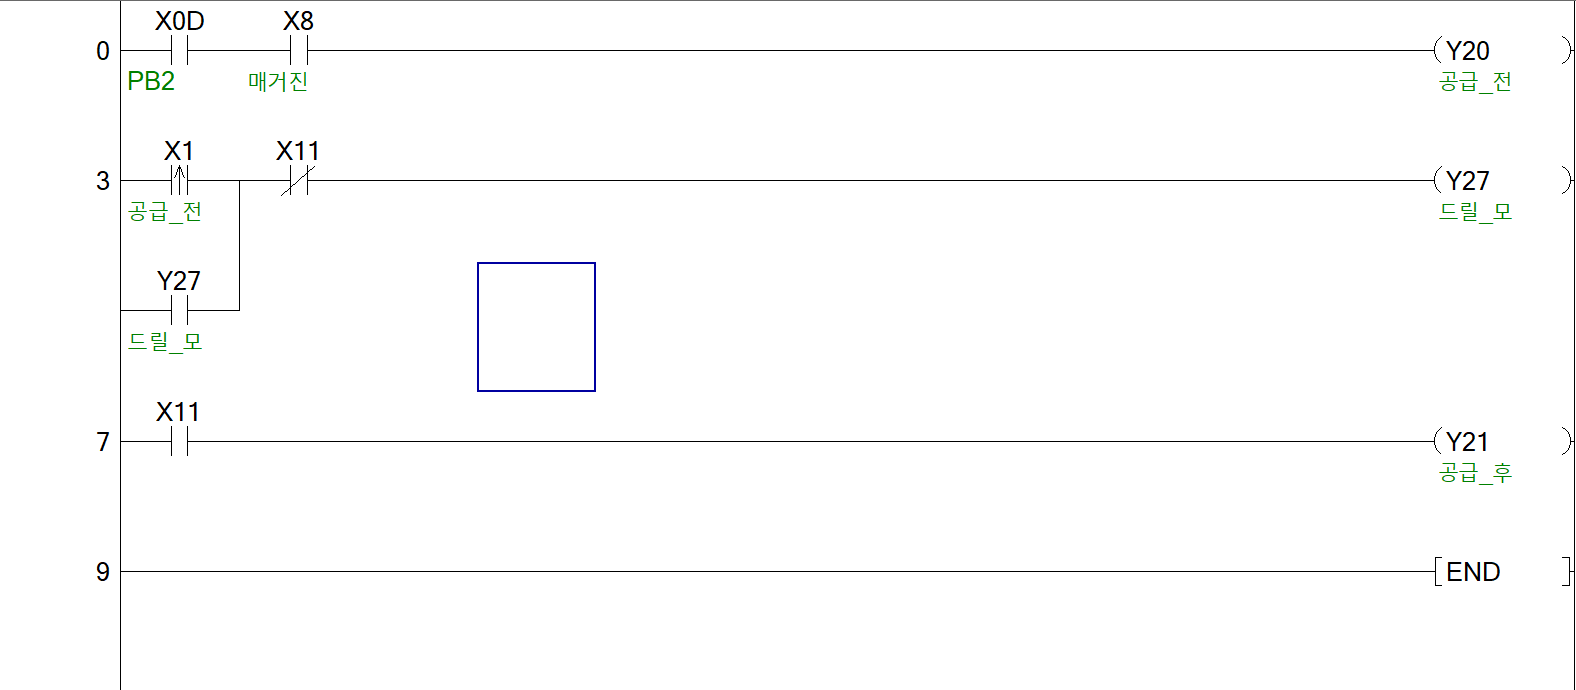 X0D X8
0 Y20
PB2 매거진 공급_전
X1 X11
3 Y27
공급_전 드릴_모
Y27
드릴_모
X11
7 Y21
공급_후
9 END